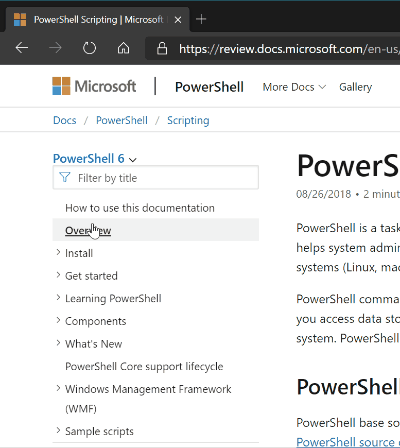 PowerShell Scripting | Microsoft
https://review.docs.microsoft.com/en-us/
Microsoft
PowerShell
More Docs
Gallery
Docs / PowerShell / Scripting
PowerShell 6
Filter by title
How to use this documentation
Overview
Install
Get started
Learning PowerShell
Components
What's New
PowerShell Core support lifecycle
Windows Management Framework
(WMF)
Sample scripts
PowerS
08/26/2018 • 2 minut
PowerShell is a task
helps system admin
systems (Linux, mac
PowerShell comma
you access data sto
system. PowerShell
PowerShell
PowerShell base so
PowerShell source